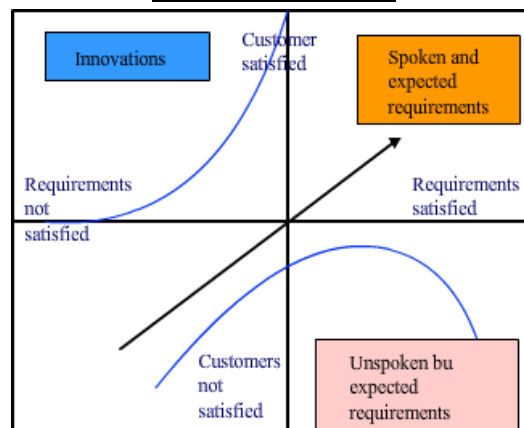 Innovations
Customer
satisfied
Spoken and
expected
requirements
Requirements
not
satisfied
Requirements
satisfied
Customers
not
satisfied
Unspoken bu
expected
requirements